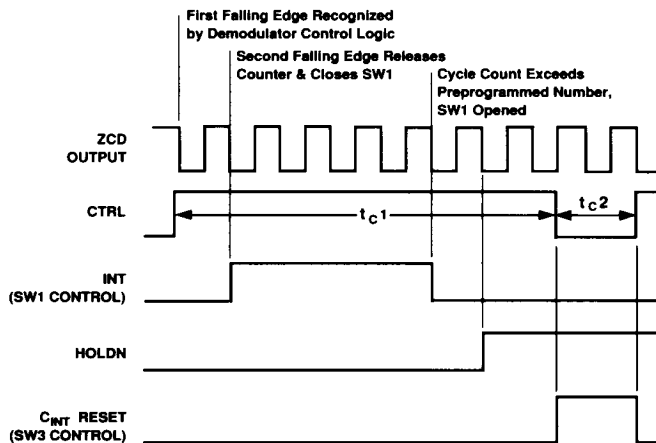 First Falling Edge Recognized
by Demodulator Control Logic
Second Falling Edge Releases
Counter & Closes SW1
Cycle Count Exceeds
Preprogrammed Number,
SW1 Opened
ZCD
OUTPUT
CTRL
tC1
tC2
INT
(SW1 CONTROL)
HOLDN
CINT RESET
(SW3 CONTROL)